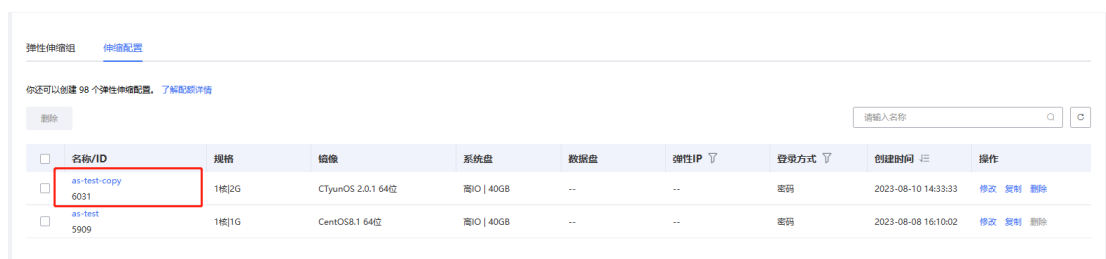 弹性伸缩组 伸缩配置
你还可以创建 98 个弹性伸缩配置。 了解配额详情
删除 请输入名称
名称/ID 规格 镜像 系统盘 数据盘 弹性IP 登录方式 创建时间 操作
as-test-copy
6031 1核|2G CTyunOS 2.0.1 64位 高IO | 40GB -- -- 密码 2023-08-10 14:33:33 修改 复制 删除
as-test
5909 1核|1G CentOS8.1 64位 高IO | 40GB -- -- 密码 2023-08-08 16:10:02 修改 复制 删除